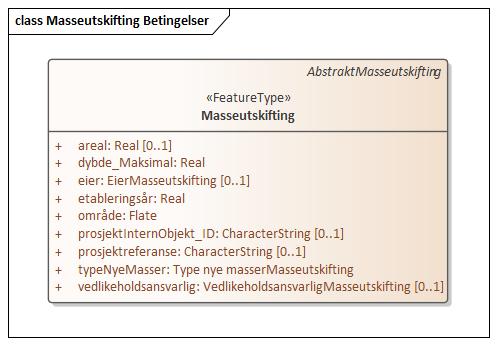 class Masseutskifting Betingelser
AbstraktMasseutskifting
«FeatureType»
Masseutskifting
+ areal: Real [0..1]
+ dybde_Maksimal: Real
+ eier: EierMasseutskifting [0..1]
+ etableringsår: Real
+ område: Flate
+ prosjektInternObjekt_ID: CharacterString [0..1]
+ prosjektreferanse: CharacterString [0..1]
+ typeNyeMasser: Type nye masserMasseutskifting
+ vedlikeholdsansvarlig: VedlikeholdsansvarligMasseutskifting [0..1]